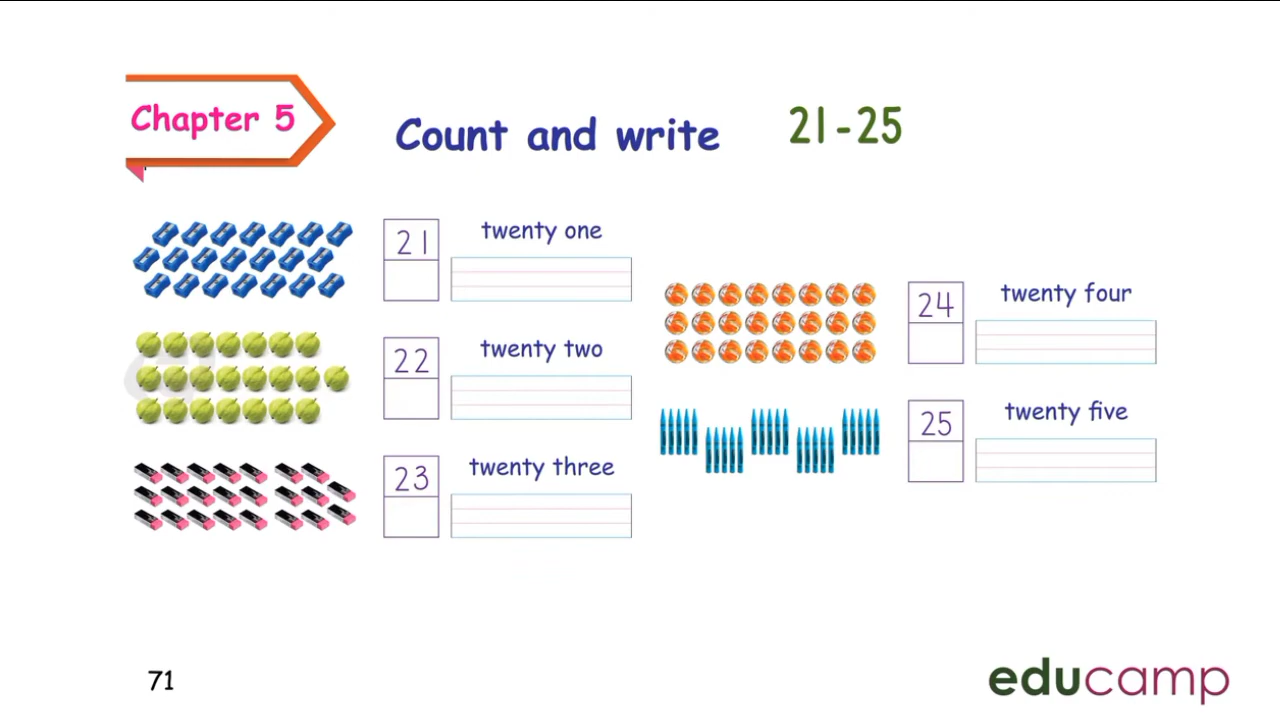 Chapter 5
Count and write 21-25
21 twenty one
22 twenty two
23 twenty three
24 twenty four
25 twenty five
71
educamp